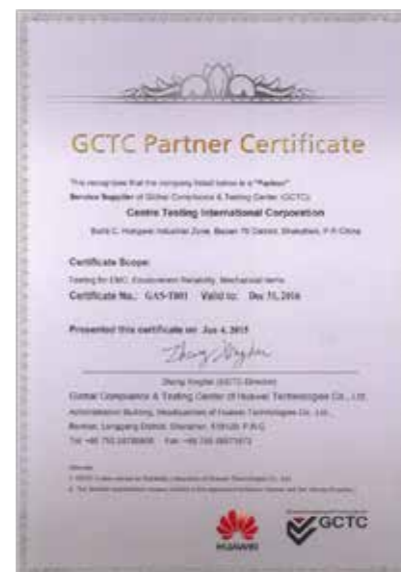 GCTC Partner Certificate
This recognizes that the company listed below is a "Partner"
Service Supplier of Global Compliance & Testing Center (GCTC):
Centre Testing International Corporation
Certificate Scope:
Testing for EMC, Environment Reliability, Mechanical items
Certificate No.: GAS-T001 Valid to: Dec 31, 2016
Presented this certificate on Jun 4, 2015
(GCTC Director)
Global Compliance & Testing Center of Huawei Technologies Co., Ltd.
Administration Building, Headquarters of Huawei Technologies Co., Ltd.,
Bantian, Longgang District, Shenzhen, 518129, P.R.C
HUAWEI
GCTC